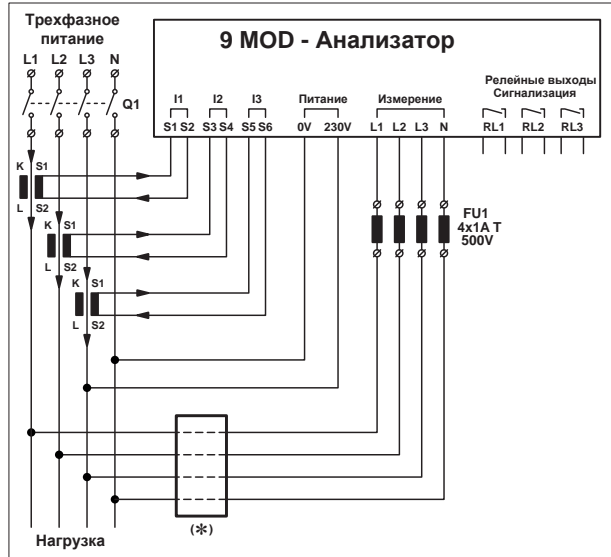 Трехфазное
питание
L1 L2 L3 N
Q1
9 MOD - Анализатор
I1 I2 I3 Питание Измерение
Релейные выходы
Сигнализация
S1 S2 S3 S4 S5 S6 0V 230V L1 L2 L3 N RL1 RL2 RL3
K S1
L S2
K S1
L S2
K S1
L S2
FU1
4x1A T
500V
(*)
Нагрузка